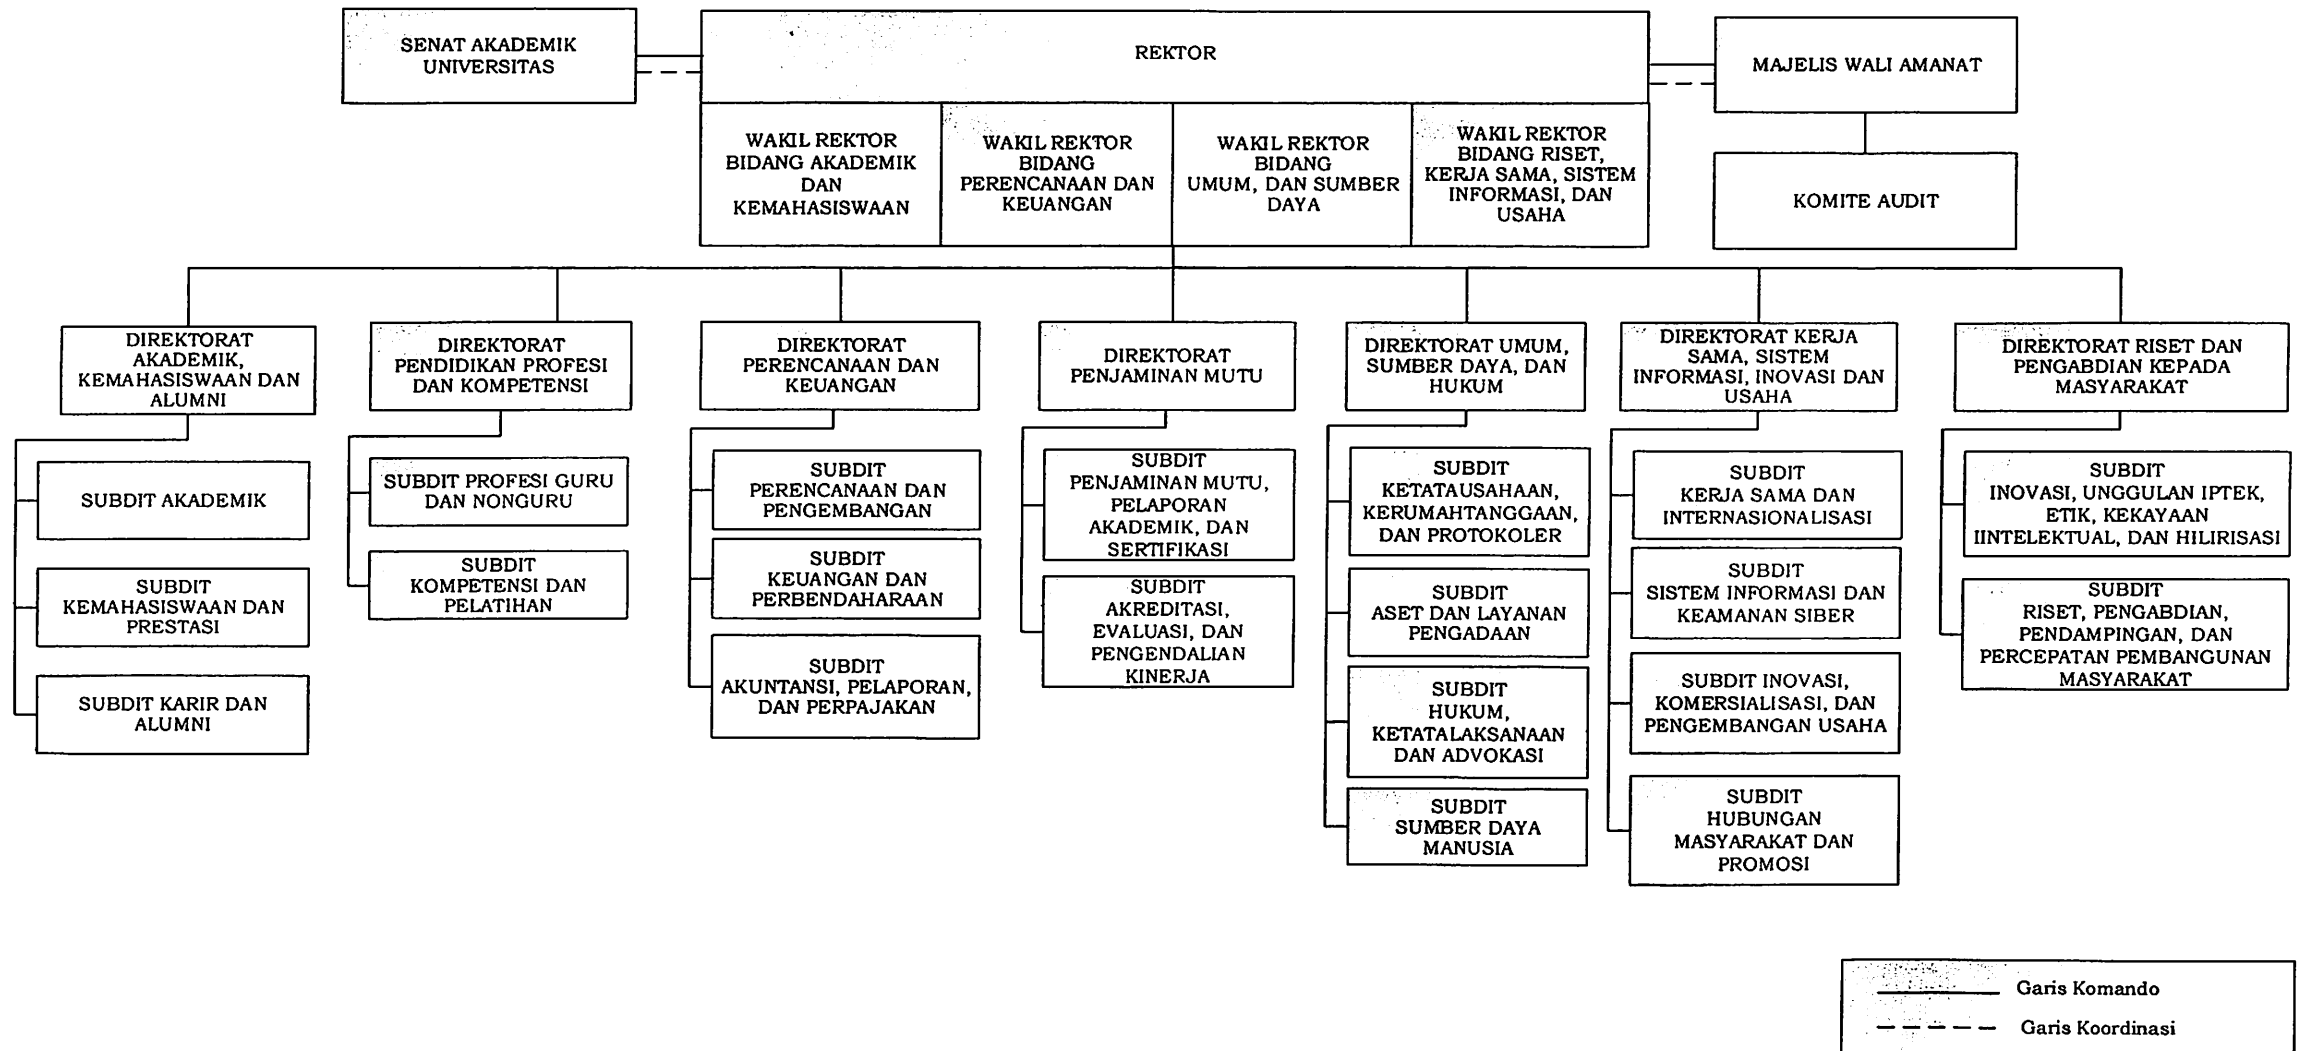 SENAT AKADEMIK
UNIVERSITAS
REKTOR
MAJELIS WALI AMANAT
KOMITE AUDIT
WAKIL REKTOR
BIDANG AKADEMIK
DAN
KEMAHASISWAAN
WAKIL REKTOR
BIDANG
PERENCANAAN DAN
KEUANGAN
WAKIL REKTOR
BIDANG
UMUM, DAN SUMBER
DAYA
WAKIL REKTOR
BIDANG RISET,
KERJA SAMA, SISTEM
INFORMASI, DAN
USAHA
DIREKTORAT
AKADEMIK,
KEMAHASISWAAN DAN
ALUMNI
SUBDIT AKADEMIK
SUBDIT
KEMAHASISWAAN DAN
PRESTASI
SUBDIT KARIR DAN
ALUMNI
DIREKTORAT
PENDIDIKAN PROFESI
DAN KOMPETENSI
SUBDIT PROFESI GURU
DAN NONGURU
SUBDIT
KOMPETENSI DAN
PELATIHAN
DIREKTORAT
PERENCANAAN DAN
KEUANGAN
SUBDIT
PERENCANAAN DAN
PENGEMBANGAN
SUBDIT
KEUANGAN DAN
PERBENDAHARAAN
SUBDIT
AKUNTANSI, PELAPORAN,
DAN PERPAJAKAN
DIREKTORAT
PENJAMINAN MUTU
SUBDIT
PENJAMINAN MUTU,
PELAPORAN
AKADEMIK, DAN
SERTIFIKASI
SUBDIT
AKREDITASI,
EVALUASI, DAN
PENGENDALIAN
KINERJA
DIREKTORAT UMUM,
SUMBER DAYA, DAN
HUKUM
SUBDIT
KETATAUSAHAAN,
KERUMAHTANGGAAN,
DAN PROTOKOLER
SUBDIT
ASET DAN LAYANAN
PENGADAAN
SUBDIT
HUKUM,
KETATALAKSANAAN
DAN ADVOKASI
SUBDIT
SUMBER DAYA
MANUSIA
DIREKTORAT KERJA
SAMA, SISTEM
INFORMASI, INOVASI DAN
USAHA
SUBDIT
KERJA SAMA DAN
INTERNASIONALISASI
SUBDIT
SISTEM INFORMASI DAN
KEAMANAN SIBER
SUBDIT INOVASI,
KOMERSIALISASI, DAN
PENGEMBANGAN USAHA
SUBDIT
HUBUNGAN
MASYARAKAT DAN
PROMOSI
DIREKTORAT RISET DAN
PENGABDIAN KEPADA
MASYARAKAT
SUBDIT
INOVASI, UNGGULAN IPTEK,
ETIK, KEKAYAAN
IINTELEKTUAL, DAN HILIRISASI
SUBDIT
RISET, PENGABDIAN,
PENDAMPINGAN, DAN
PERCEPATAN PEMBANGUNAN
MASYARAKAT
Garis Komando
Garis Koordinasi